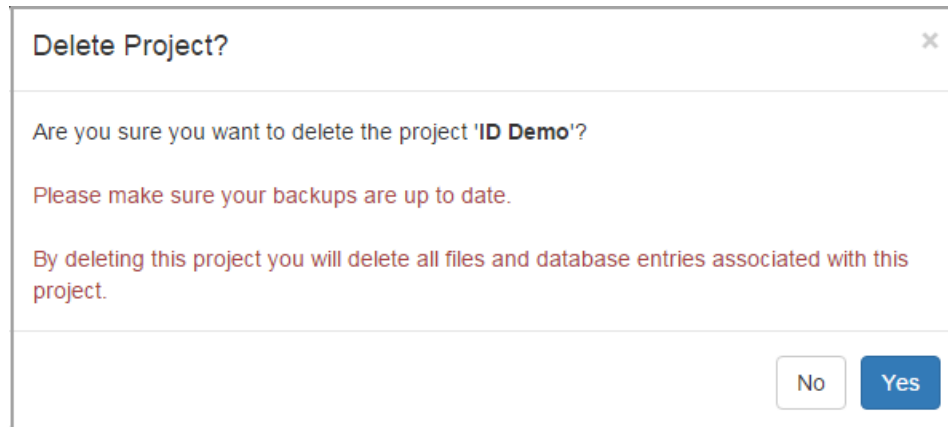 Delete Project?
×
Are you sure you want to delete the project 'ID Demo'?
Please make sure your backups are up to date.
By deleting this project you will delete all files and database entries associated with this
project.
No
Yes